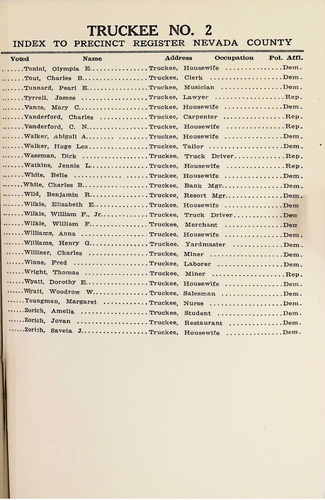 TRUCKEE NO. 2
INDEX TO PRECINCT REGISTER NEVADA COUNTY
Voted Name Address Occupation Pol. Affl.
......Tonini, Olympia E...............Truckee, Housewife ...............Dem.
......Tout, Charles B.................Truckee, Clerk ...................Dem.
......Tunnard, Pearl E................Truckee, Musician ................Dem.
......Tyrrell, James .................Truckee, Lawyer ..................Rep.
......Vance, Mary C...................Truckee, Housewife ...............Dem.
......Vanderford, Charles ............Truckee, Carpenter ...............Rep.
......Vanderford, C. N................Truckee, Housewife ...............Rep.
......Walker, Abigail A...............Truckee, Housewife ...............Dem.
......Walker, Huge Lea................Truckee, Tailor ..................Dem.
......Wassman, Dick ..................Truckee, Truck Driver.............Rep.
......Watkins, Jennie L...............Truckee, Housewife ...............Rep.
......White, Belle ...................Truckee, Housewife ...............Dem.
......White, Charles B................Truckee, Bank Mgr.................Dem.
......Wild, Benjamin R................Truckee, Resort Mgr...............Dem.
......Wilkie, Elizabeth E.............Truckee, Housewife ...............Dem
......Wilkie, William F., Jr..........Truckee, Truck Driver.............Dem
......Wilkie, William F...............Truckee, Merchant ................Dem
......Williams, Anna .................Truckee, Housewife ...............Dem.
......Williams, Henry G...............Truckee, Yardmaster ..............Dem.
......Williner, Charles ..............Truckee, Miner ...................Dem.
......Winne, Fred ....................Truckee, Laborer .................Dem.
......Wright, Thomas .................Truckee, Miner ...................Rep.
......Wyatt, Dorothy E................Truckee, Housewife ...............Dem.
......Wyatt, Woodrow W................Truckee, Salesman ................Dem.
......Youngman, Margaret .............Truckee, Nurse ...................Dem.
......Zorich, Amelia .................Truckee, Student .................Dem.
......Zorich, Jovan ..................Truckee, Restaurant ..............Dem.
......Zorich, Saveta J................Truckee, Housewife ...............Dem.